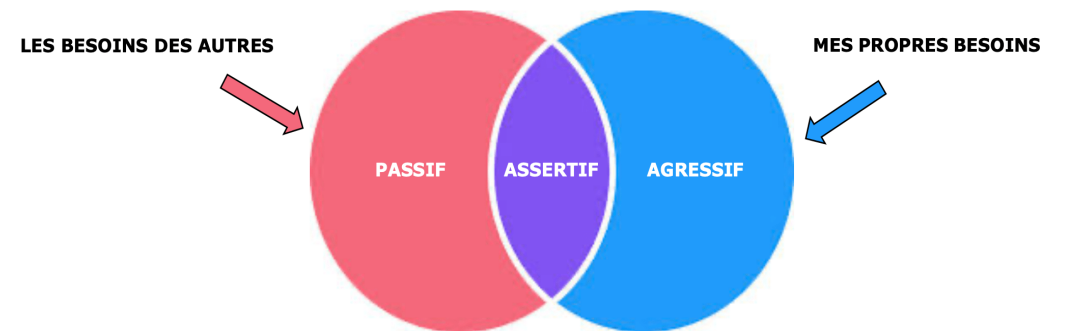 LES BESOINS DES AUTRES
MES PROPRES BESOINS
PASSIF
ASSERTIF
AGRESSIF